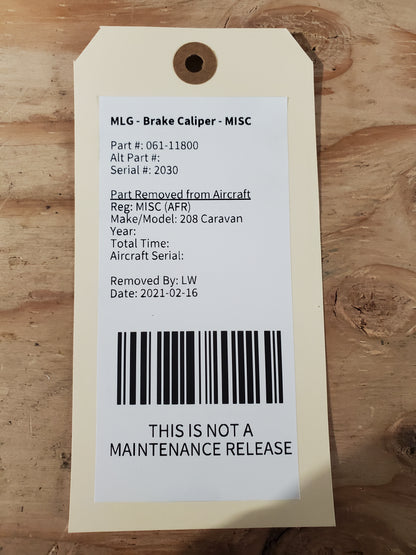 MLG - Brake Caliper - MISC
Part #: 061-11800
Alt Part #:
Serial #: 2030
Part Removed from Aircraft
Reg: MISC (AFR)
Make/Model: 208 Caravan
Year:
Total Time:
Aircraft Serial:
Removed By: LW
Date: 2021-02-16
THIS IS NOT A
MAINTENANCE RELEASE